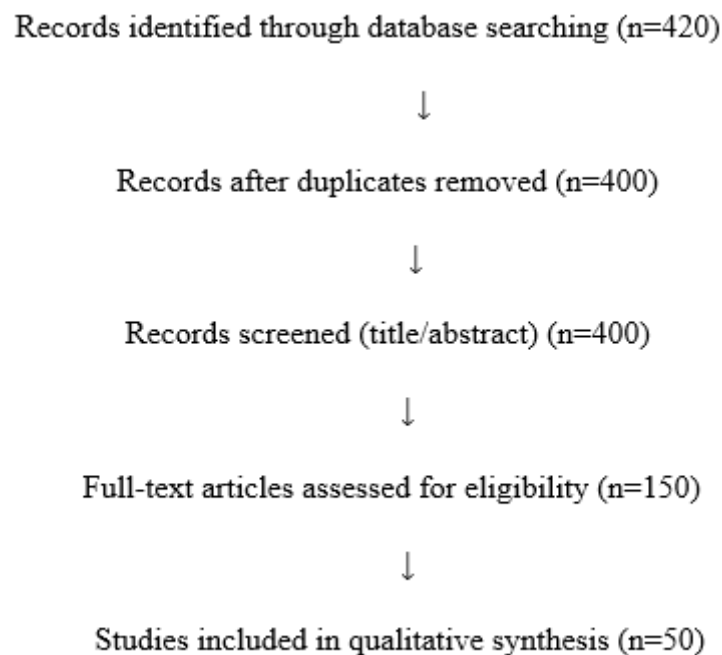 Records identified through database searching (n=420)
↓
Records after duplicates removed (n=400)
↓
Records screened (title/abstract) (n=400)
↓
Full-text articles assessed for eligibility (n=150)
↓
Studies included in qualitative synthesis (n=50)